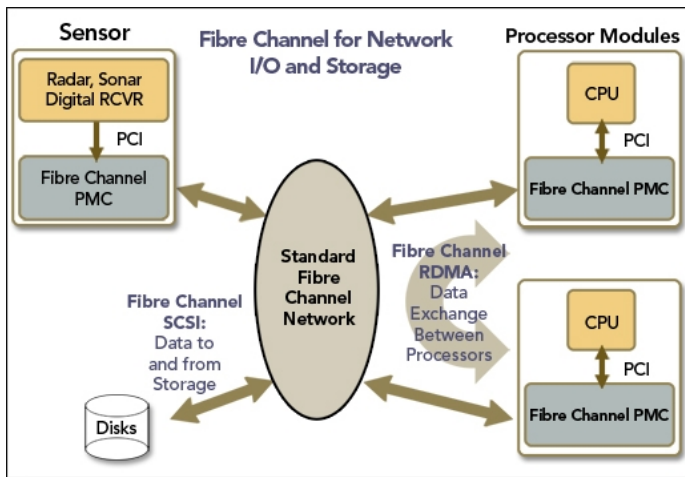 Sensor
Fibre Channel for Network
I/O and Storage
Processor Modules
Radar, Sonar
Digital RCVR
PCI
Fibre Channel
PMC
CPU
PCI
Fibre Channel PMC
Standard
Fibre
Channel
Network
Fibre Channel
RDMA:
Data
Exchange
Between
Processors
Fibre Channel
SCSI:
Data to
and from
Storage
Disks
CPU
PCI
Fibre Channel PMC